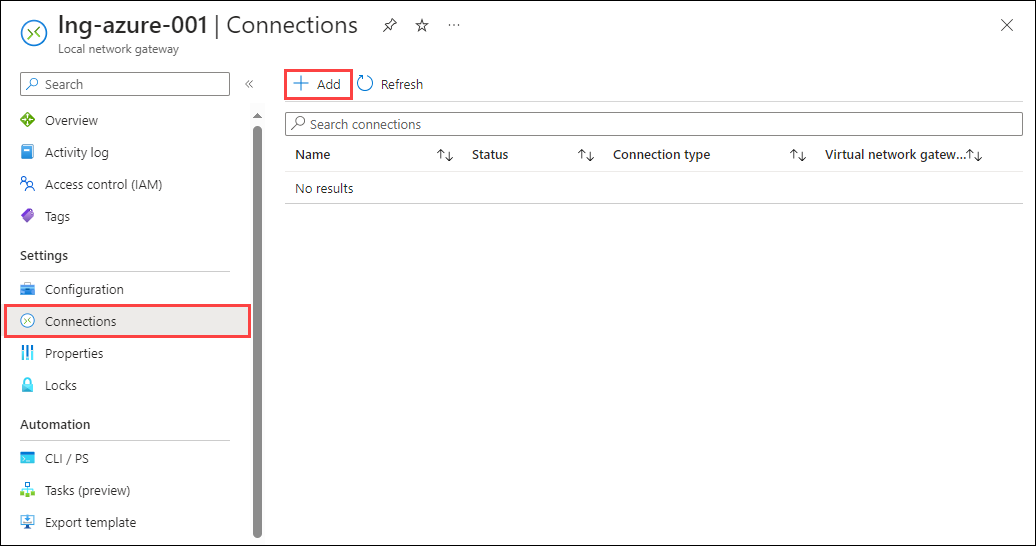 lng-azure-001 | Connections
Local network gateway
Search
Overview
Activity log
Access control (IAM)
Tags
Settings
Configuration
Connections
Properties
Locks
Automation
CLI / PS
Tasks (preview)
Export template
Add Refresh
Search connections
Name Status Connection type Virtual network gatew...
No results